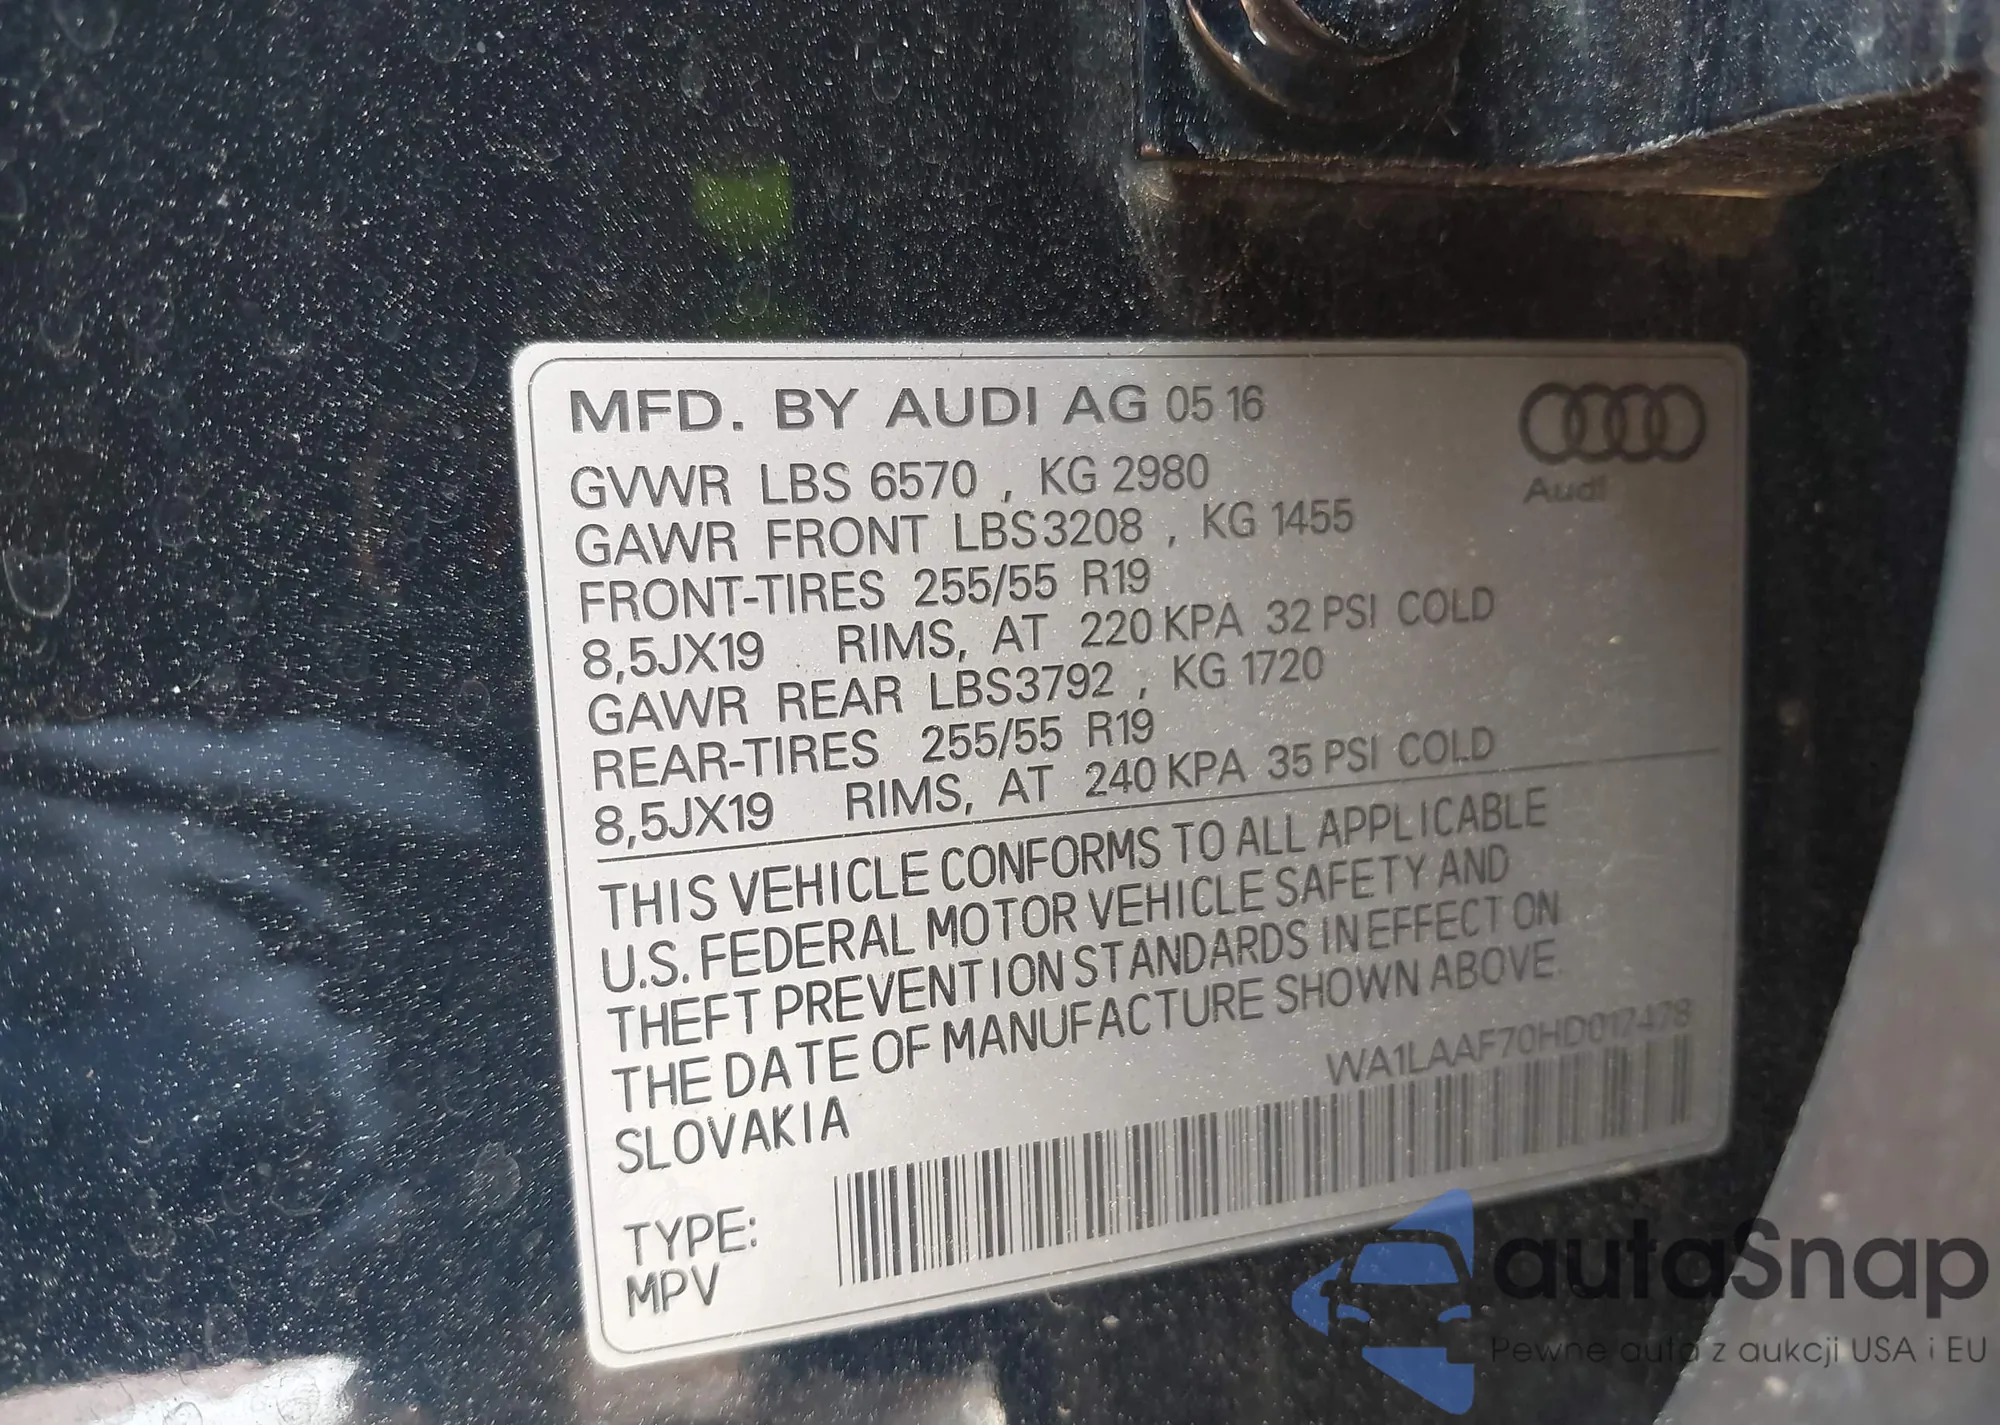 MFD. BY AUDI AG 05 16
Audi
GVWR LBS 6570 , KG 2980
GAWR FRONT LBS3208 , KG 1455
FRONT-TIRES 255/55 R19
8,5JX19 RIMS, AT 220 KPA 32 PSI COLD
GAWR REAR LBS3792 , KG 1720
REAR-TIRES 255/55 R19
8,5JX19 RIMS, AT 240 KPA 35 PSI COLD
THIS VEHICLE CONFORMS TO ALL APPLICABLE
U.S. FEDERAL MOTOR VEHICLE SAFETY AND
THEFT PREVENTION STANDARDS IN EFFECT ON
THE DATE OF MANUFACTURE SHOWN ABOVE.
SLOVAKIA
WA1LAAF70HD017478
TYPE:
MPV
autaSnap
Pewne auta z aukcji USA i EU